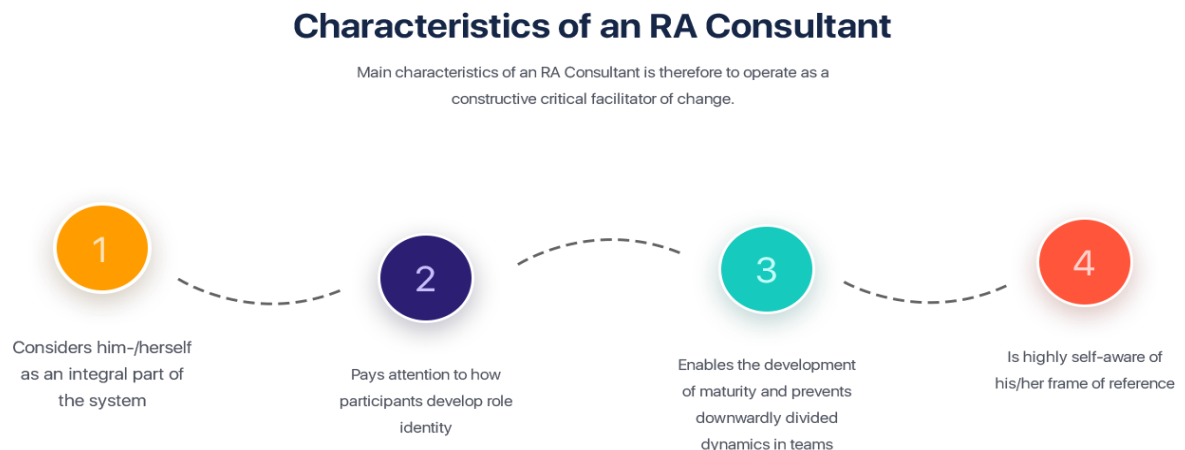 Characteristics of an RA Consultant
Main characteristics of an RA Consultant is therefore to operate as a
constructive critical facilitator of change.
1
Considers him-/herself
as an integral part of
the system
2
Pays attention to how
participants develop role
identity
3
Enables the development
of maturity and prevents
downwardly divided
dynamics in teams
4
Is highly self-aware of
his/her frame of reference